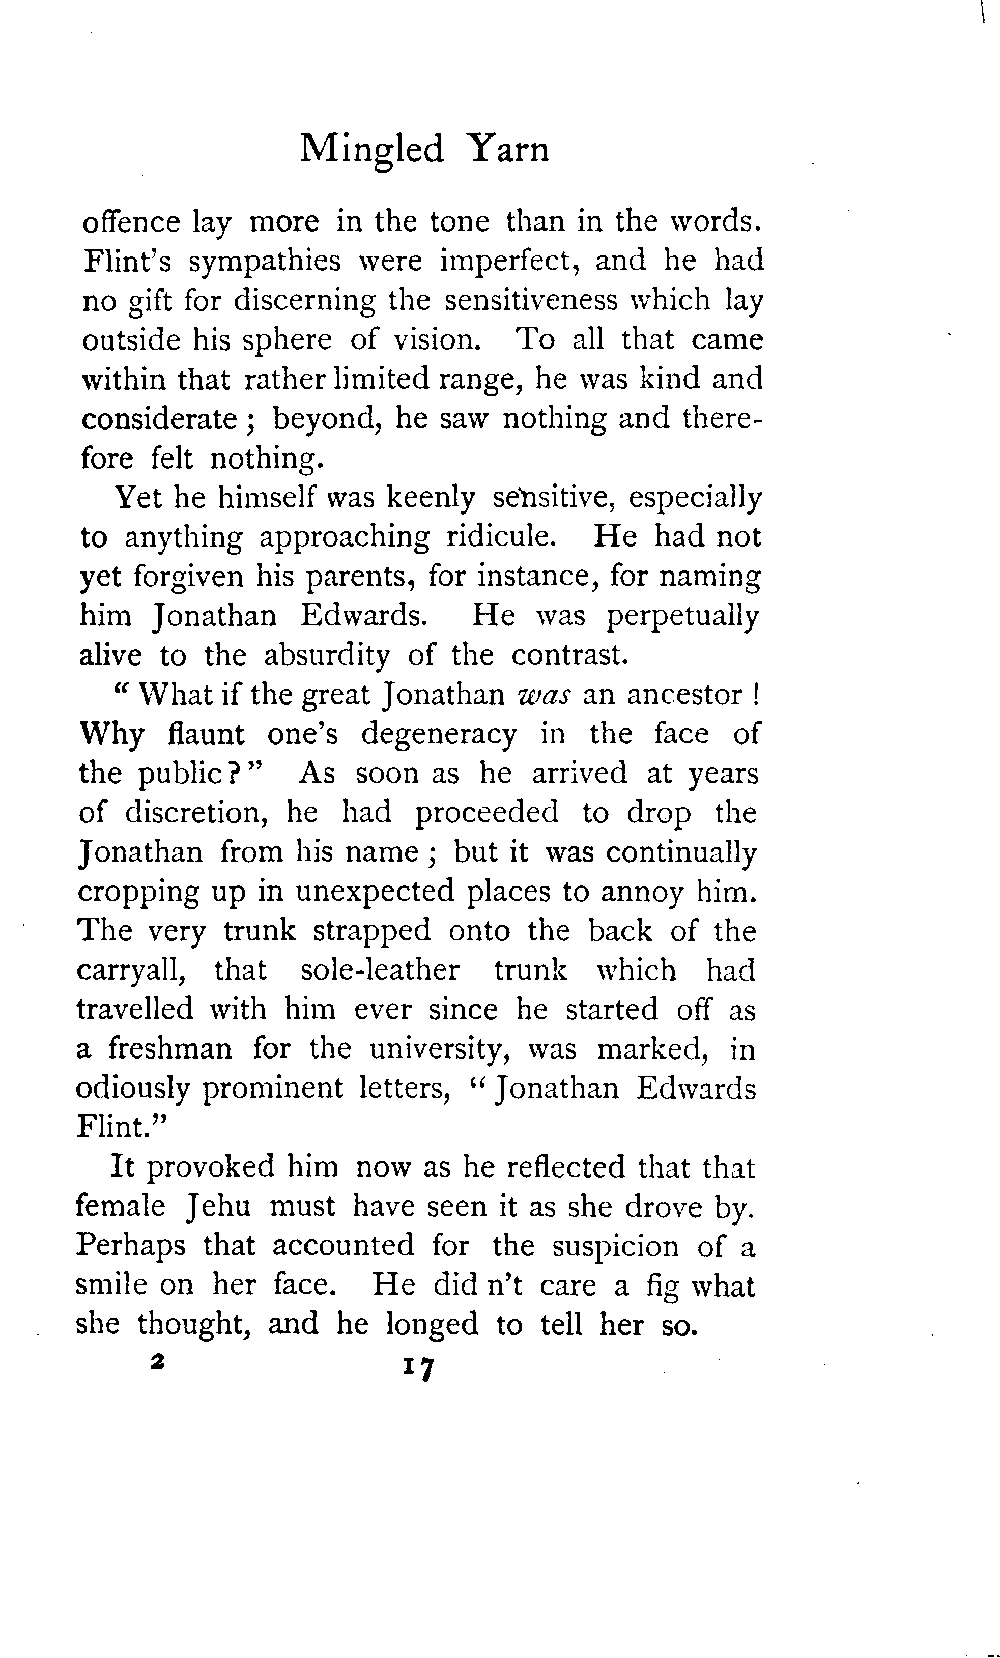 Mingled Yarn
offence lay more in the tone than in the words.
Flint's sympathies were imperfect, and he had
no gift for discerning the sensitiveness which lay
outside his sphere of vision. To all that came
within that rather limited range, he was kind and
considerate ; beyond, he saw nothing and there-
fore felt nothing.
Yet he himself was keenly sensitive, especially
to anything approaching ridicule. He had not
yet forgiven his parents, for instance, for naming
him Jonathan Edwards. He was perpetually
alive to the absurdity of the contrast.
“ What if the great Jonathan was an ancestor !
Why flaunt one's degeneracy in the face of
the public ? ” As soon as he arrived at years
of discretion, he had proceeded to drop the
Jonathan from his name ; but it was continually
cropping up in unexpected places to annoy him.
The very trunk strapped onto the back of the
carryall, that sole-leather trunk which had
travelled with him ever since he started off as
a freshman for the university, was marked, in
odiously prominent letters, “ Jonathan Edwards
Flint.”
It provoked him now as he reflected that that
female Jehu must have seen it as she drove by.
Perhaps that accounted for the suspicion of a
smile on her face. He did n't care a fig what
she thought, and he longed to tell her so.
2 17